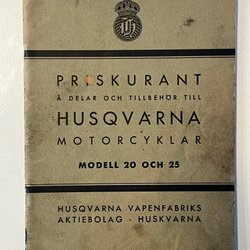 PRISKURANT
Å DELAR OCH TILLBEHÖR TILL
HUSQVARNA
MOTORCYKLAR
MODELL 20 OCH 25
HUSQVARNA VAPENFABRIKS
AKTIEBOLAG - HUSKVARNA